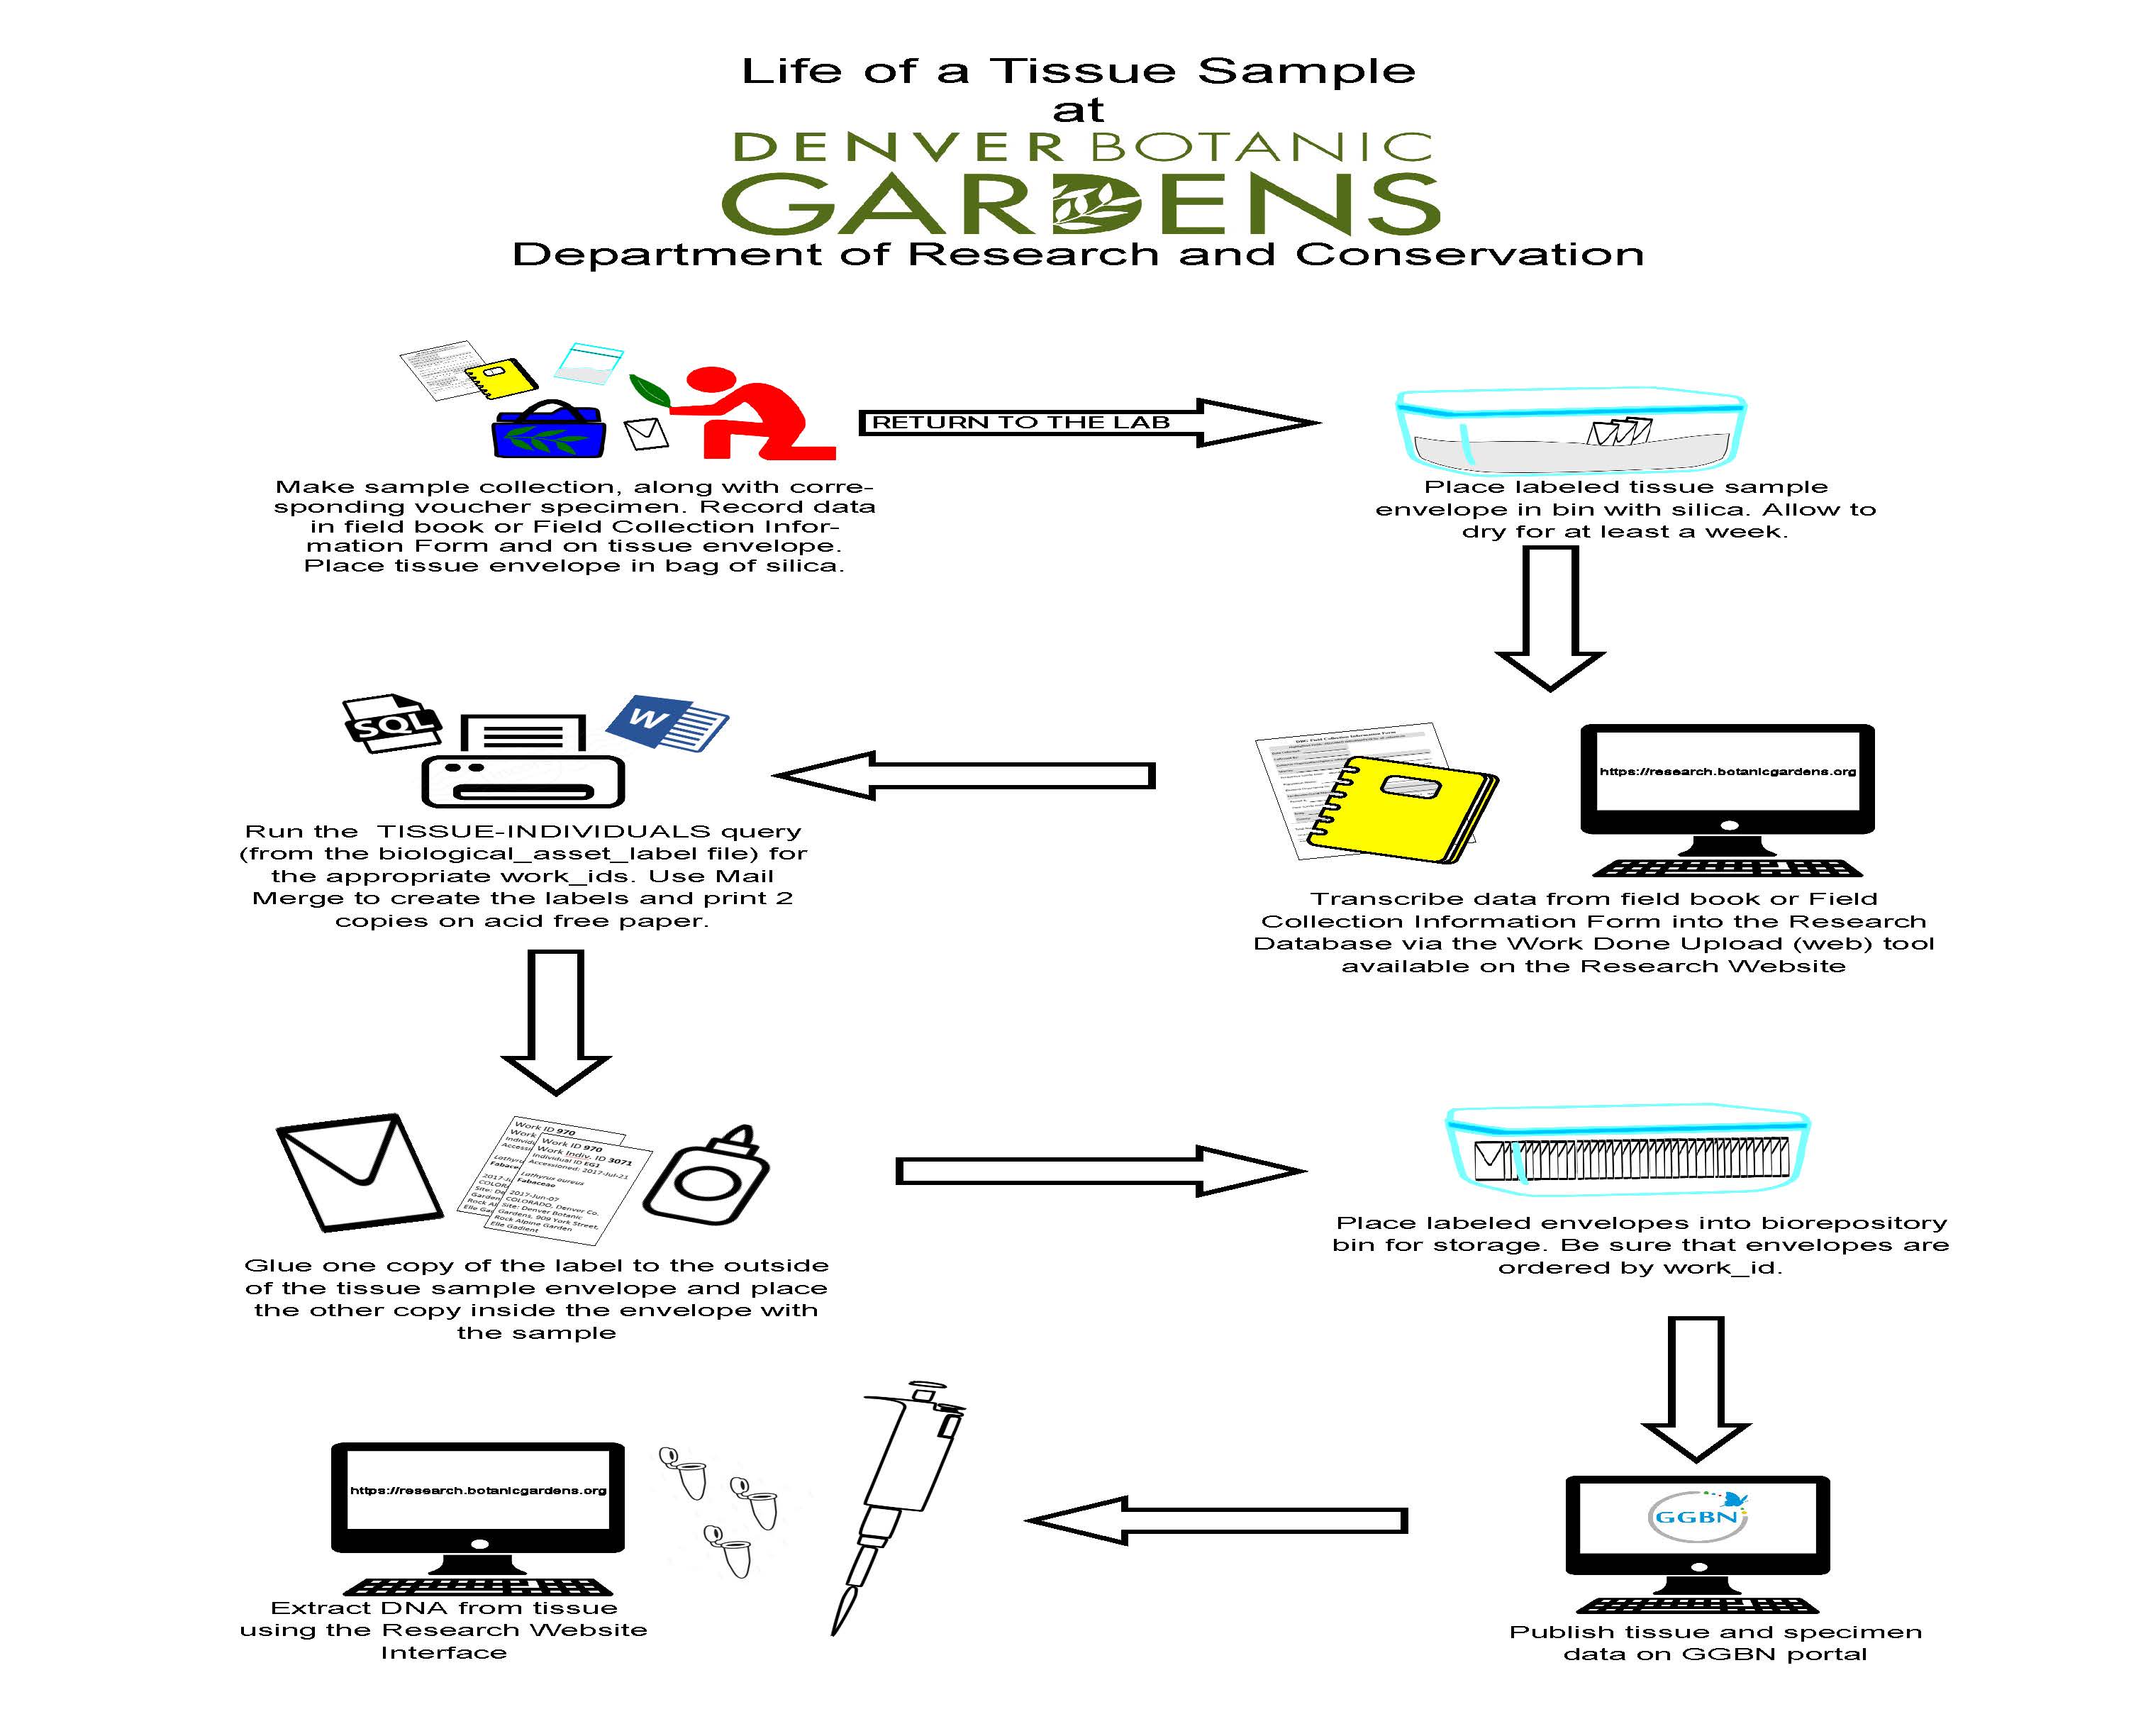 Life of a Tissue Sample
at
DENVER BOTANIC
GARDENS
Department of Research and Conservation
RETURN TO THE LAB
Make sample collection, along with corre-
sponding voucher specimen. Record data
in field book or Field Collection Infor-
mation Form and on tissue envelope.
Place tissue envelope in bag of silica.
Place labeled tissue sample
envelope in bin with silica. Allow to
dry for at least a week.
https://research.botanicgardens.org
Transcribe data from field book or Field
Collection Information Form into the Research
Database via the Work Done Upload (web) tool
available on the Research Website
SQL
W
Run the TISSUE-INDIVIDUALS query
(from the biological_asset_label file) for
the appropriate work_ids. Use Mail
Merge to create the labels and print 2
copies on acid free paper.
Work ID 970
Work ID 970
Work Indiv. ID 3071
Individual ID EG1
Accessioned: 2017-Jul-21
Lathyrus aureus
Fabaceae
2017-Jun-07
COLORADO, Denver Co.
Site: Denver Botanic
Gardens, 909 York Street,
Rock Alpine Garden
Elle Gadient
Glue one copy of the label to the outside
of the tissue sample envelope and place
the other copy inside the envelope with
the sample
Place labeled envelopes into biorepository
bin for storage. Be sure that envelopes are
ordered by work_id.
GGBN
Publish tissue and specimen
data on GGBN portal
https://research.botanicgardens.org
Extract DNA from tissue
using the Research Website
Interface